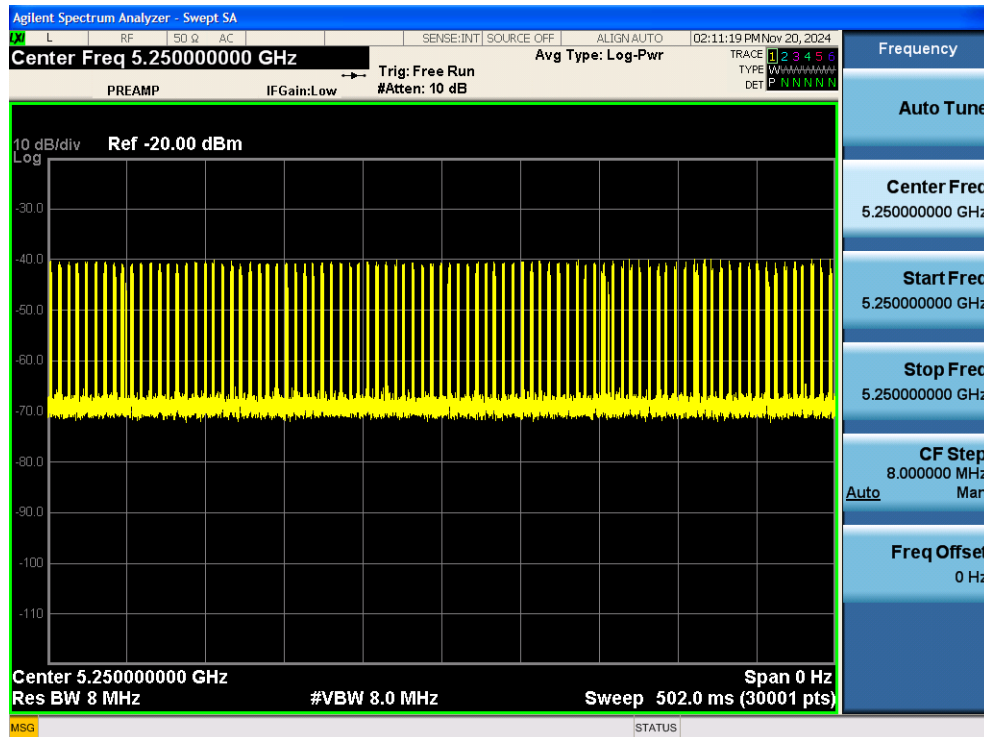 Agilent Spectrum Analyzer - Swept SA
LXI L RF 50 Ω AC SENSE:INT SOURCE OFF ALIGN AUTO 02:11:19 PM Nov 20, 2024
Center Freq 5.250000000 GHz
Avg Type: Log-Pwr
TRACE 1 2 3 4 5 6
Trig: Free Run
TYPE
PREAMP IFGain:Low #Atten: 10 dB
DET P N N N N N
10 dB/div Ref -20.00 dBm
Log
-30.0
-40.0
-50.0
-60.0
-70.0
-80.0
-90.0
-100
-110
Center 5.250000000 GHz Span 0 Hz
Res BW 8 MHz #VBW 8.0 MHz Sweep 502.0 ms (30001 pts)
MSG STATUS
Frequency
Auto Tune
Center Freq
5.250000000 GHz
Start Freq
5.250000000 GHz
Stop Freq
5.250000000 GHz
CF Step
8.000000 MHz
Auto Man
Freq Offset
0 Hz